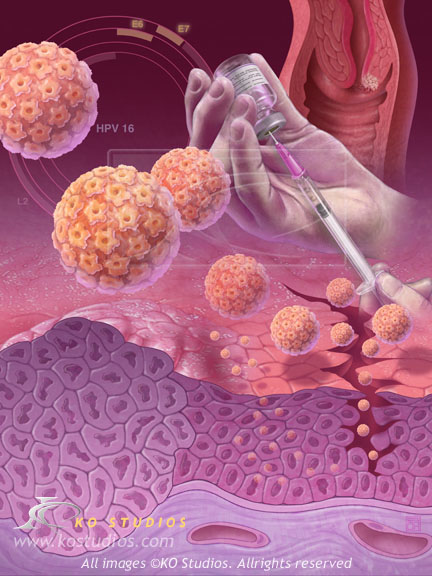 E6
E7
HPV 16
L2
KO STUDIOS
www.kostudios.com
All images ©KO Studios. Allrights reserved